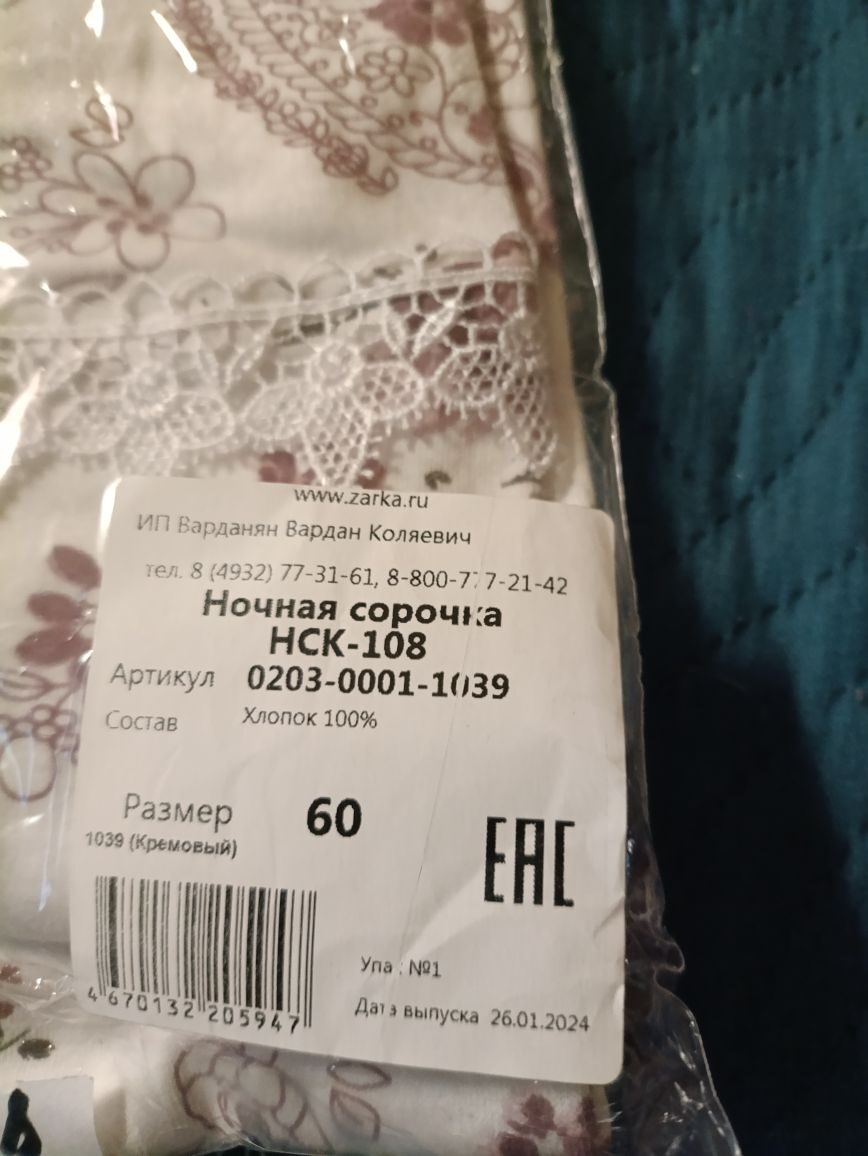 www.zarka.ru
ИП Варданян Вардан Коляевич
тел. 8 (4932) 77-31-61, 8-800-777-21-42
Ночная сорочка
НСК-108
Артикул 0203-0001-1039
Состав Хлопок 100%
Размер 60
1039 (Кремовый)
EAC
4 670132 205947
Упак: №1
Дата выпуска 26.01.2024